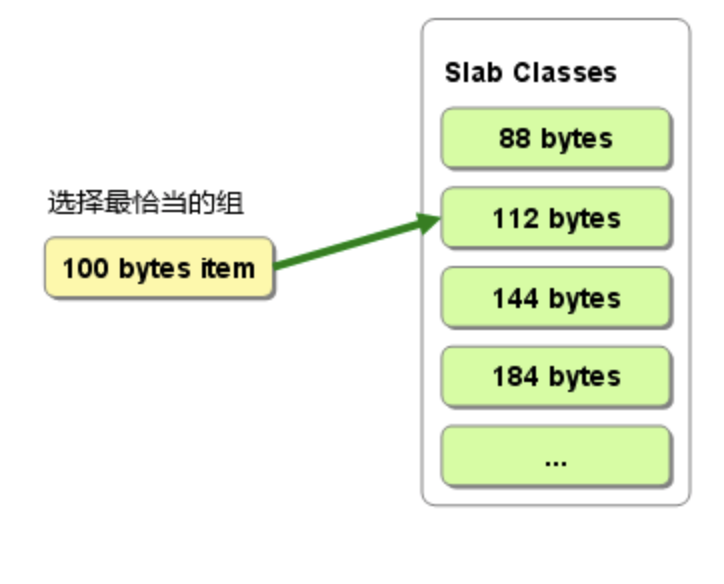 Slab Classes
88 bytes
选择最恰当的组
112 bytes
100 bytes item
144 bytes
184 bytes
...